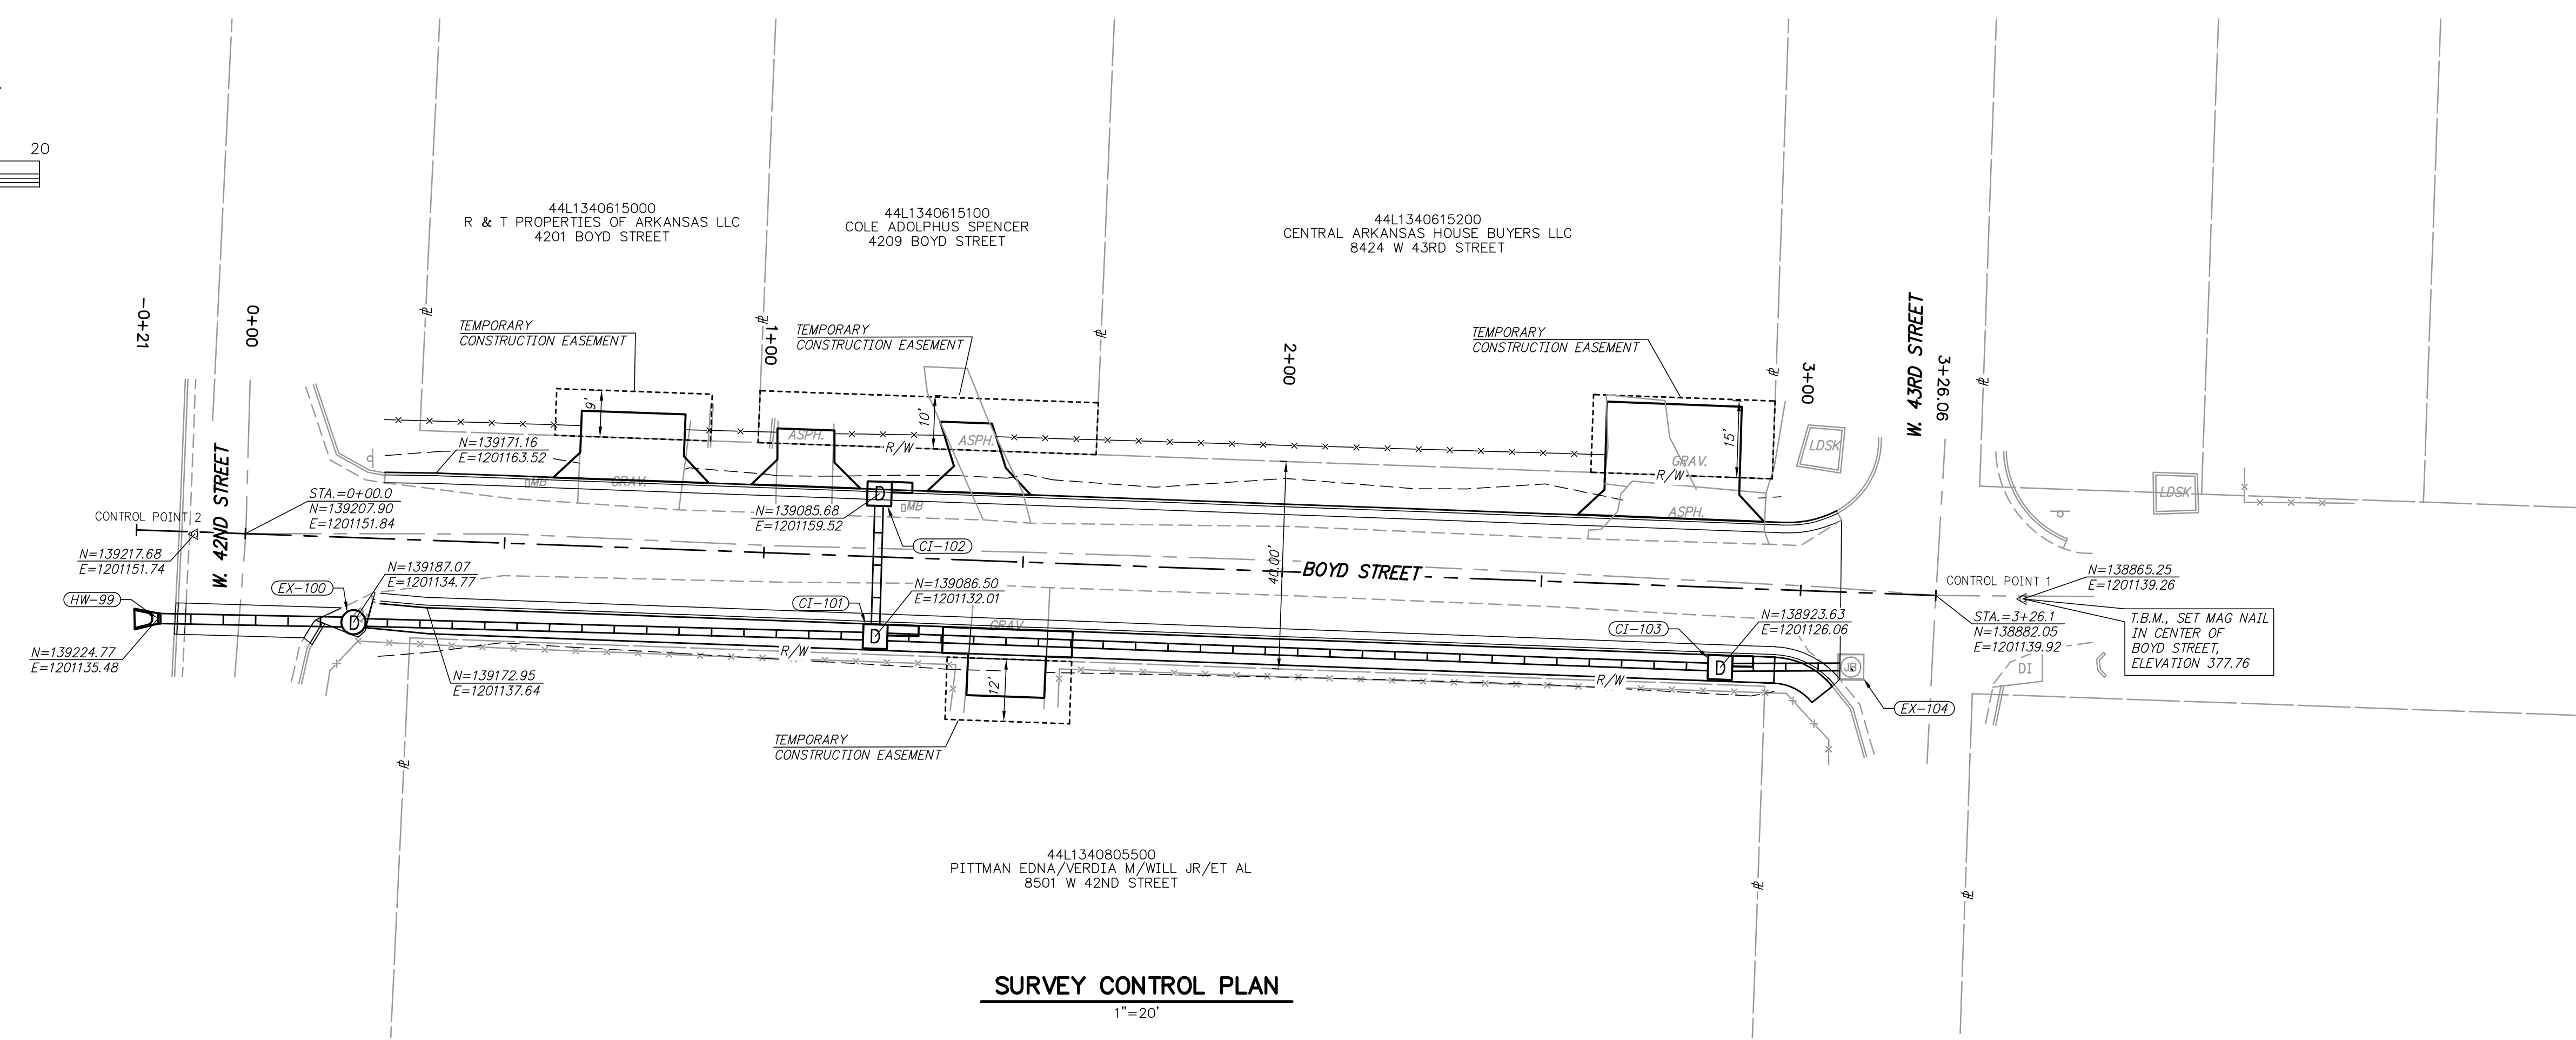 20
44L1340615000
R & T PROPERTIES OF ARKANSAS LLC
4201 BOYD STREET
44L1340615100
COLE ADOLPHUS SPENCER
4209 BOYD STREET
44L1340615200
CENTRAL ARKANSAS HOUSE BUYERS LLC
8424 W 43RD STREET
-0+21
0+00
1+00
2+00
3+00
3+26.06
W. 43RD STREET
TEMPORARY
CONSTRUCTION EASEMENT
TEMPORARY
CONSTRUCTION EASEMENT
TEMPORARY
CONSTRUCTION EASEMENT
9'
10'
15'
ASPH.
ASPH.
R/W
GRAV.
R/W
LDSK
LDSK
N=139171.16
E=1201163.52
MB
GRAV.
MB
ASPH.
W. 42ND STREET
STA.=0+00.0
N=139207.90
E=1201151.84
CONTROL POINT 2
N=139217.68
E=1201151.74
N=139085.68
E=1201159.52
CI-102
40.00'
BOYD STREET
CONTROL POINT 1
N=138865.25
E=1201139.26
N=139187.07
E=1201134.77
EX-100
HW-99
N=139086.50
E=1201132.01
CI-101
N=138923.63
E=1201126.06
CI-103
STA.=3+26.1
N=138882.05
E=1201139.92
T.B.M., SET MAG NAIL
IN CENTER OF
BOYD STREET,
ELEVATION 377.76
D
D
D
D
GRAV.
JB
DI
N=139224.77
E=1201135.48
N=139172.95
E=1201137.64
R/W
12'
R/W
EX-104
TEMPORARY
CONSTRUCTION EASEMENT
44L1340805500
PITTMAN EDNA/VERDIA M/WILL JR/ET AL
8501 W 42ND STREET
SURVEY CONTROL PLAN
1"=20'